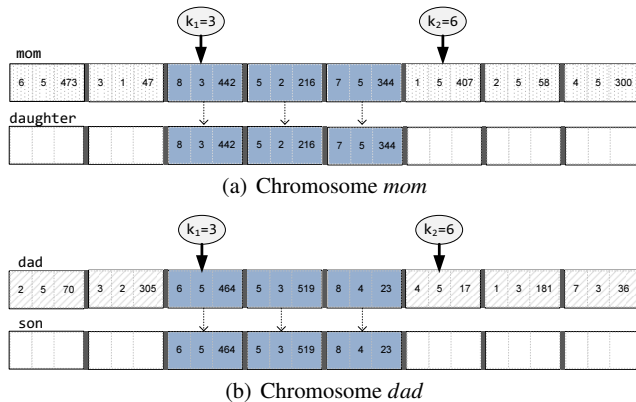 k1=3 k2=6
mom
6 5 473 3 1 47 8 3 442 5 2 216 7 5 344 1 5 407 2 5 58 4 5 300
daughter
8 3 442 5 2 216 7 5 344
(a) Chromosome mom
k1=3 k2=6
dad
2 5 70 3 2 305 6 5 464 5 3 519 8 4 23 4 5 17 1 3 181 7 3 36
son
6 5 464 5 3 519 8 4 23
(b) Chromosome dad